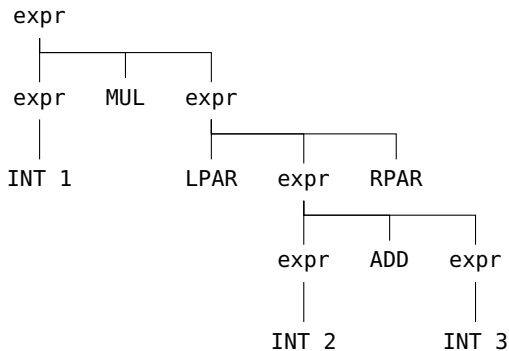 expr
expr MUL expr
INT 1 LPAR expr RPAR
expr ADD expr
INT 2 INT 3